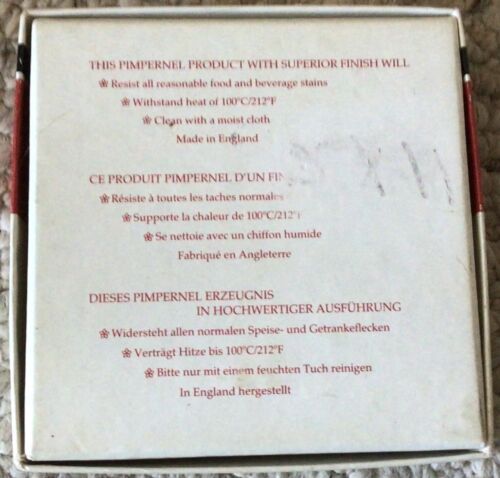 THIS PIMPERNEL PRODUCT WITH SUPERIOR FINISH WILL
Resist all reasonable food and beverage stains
Withstand heat of 100°C/212°F
Clean with a moist cloth
Made in England
CE PRODUIT PIMPERNEL D'UN FIN
Résiste à toutes les taches normales
Supporte la chaleur de 100°C/212°F
Se nettoie avec un chiffon humide
Fabriqué en Angleterre
DIESES PIMPERNEL ERZEUGNIS
IN HOCHWERTIGER AUSFÜHRUNG
Widersteht allen normalen Speise- und Getrankeflecken
Verträgt Hitze bis 100°C/212°F
Bitte nur mit einem feuchten Tuch reinigen
In England hergestellt